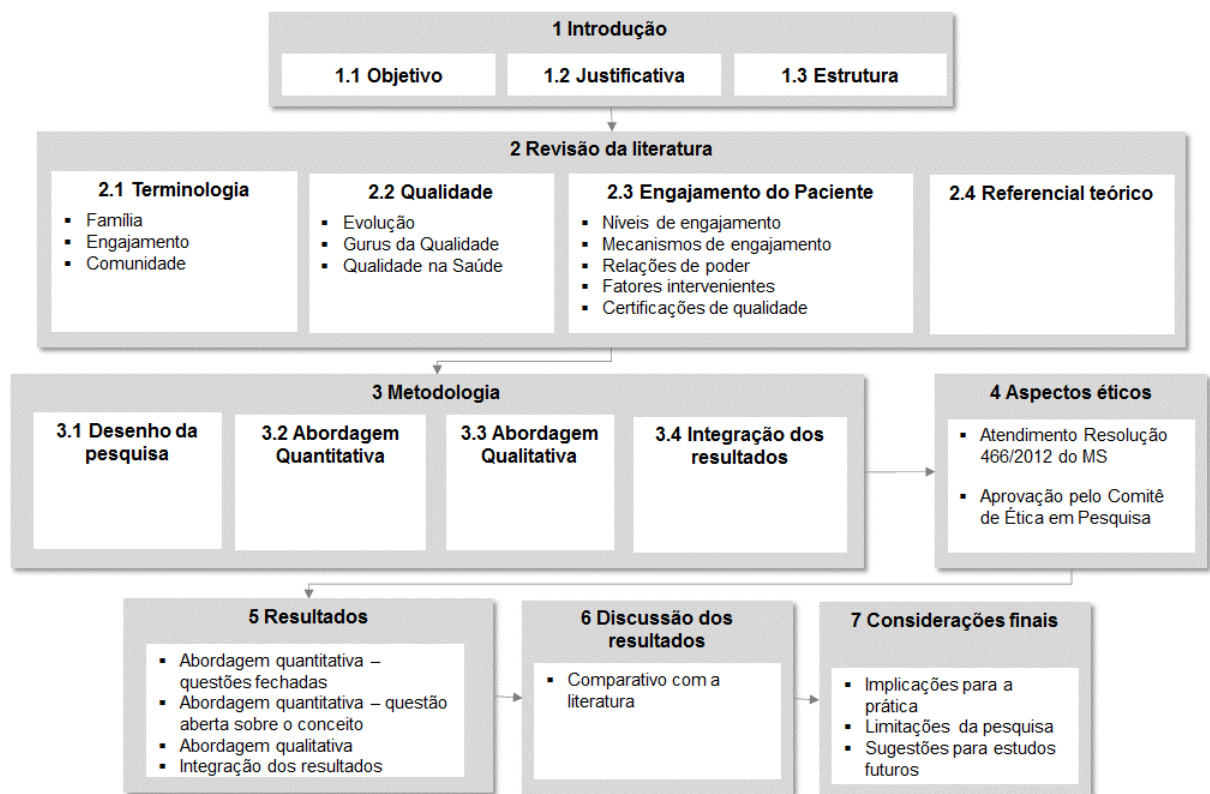 1 Introdução
1.1 Objetivo
1.2 Justificativa
1.3 Estrutura
2 Revisão da literatura
2.1 Terminologia
▪ Família
▪ Engajamento
▪ Comunidade
2.2 Qualidade
▪ Evolução
▪ Gurus da Qualidade
▪ Qualidade na Saúde
2.3 Engajamento do Paciente
▪ Níveis de engajamento
▪ Mecanismos de engajamento
▪ Relações de poder
▪ Fatores intervenientes
▪ Certificações de qualidade
2.4 Referencial teórico
3 Metodologia
3.1 Desenho da
pesquisa
3.2 Abordagem
Quantitativa
3.3 Abordagem
Qualitativa
3.4 Integração dos
resultados
4 Aspectos éticos
▪ Atendimento Resolução
466/2012 do MS
▪ Aprovação pelo Comitê
de Ética em Pesquisa
5 Resultados
▪ Abordagem quantitativa –
questões fechadas
▪ Abordagem quantitativa – questão
aberta sobre o conceito
▪ Abordagem qualitativa
▪ Integração dos resultados
6 Discussão dos
resultados
▪ Comparativo com a
literatura
7 Considerações finais
▪ Implicações para a
prática
▪ Limitações da pesquisa
▪ Sugestões para estudos
futuros